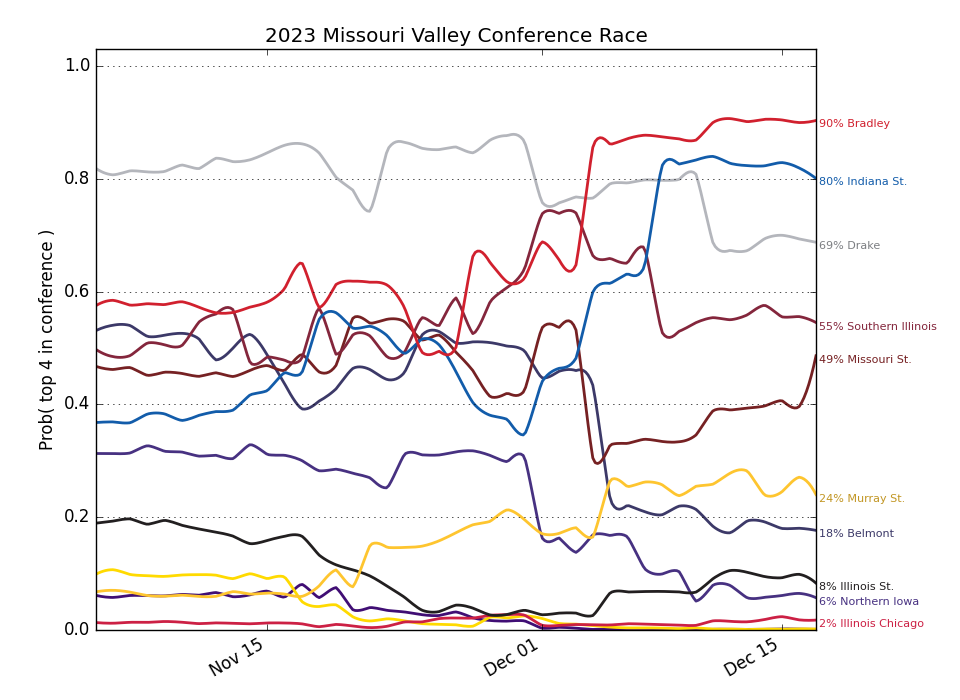 2023 Missouri Valley Conference Race
Prob( top 4 in conference )
1.0
0.8
0.6
0.4
0.2
0.0
Nov 15
Dec 01
Dec 15
90% Bradley
80% Indiana St.
69% Drake
55% Southern Illinois
49% Missouri St.
24% Murray St.
18% Belmont
8% Illinois St.
6% Northern Iowa
2% Illinois Chicago